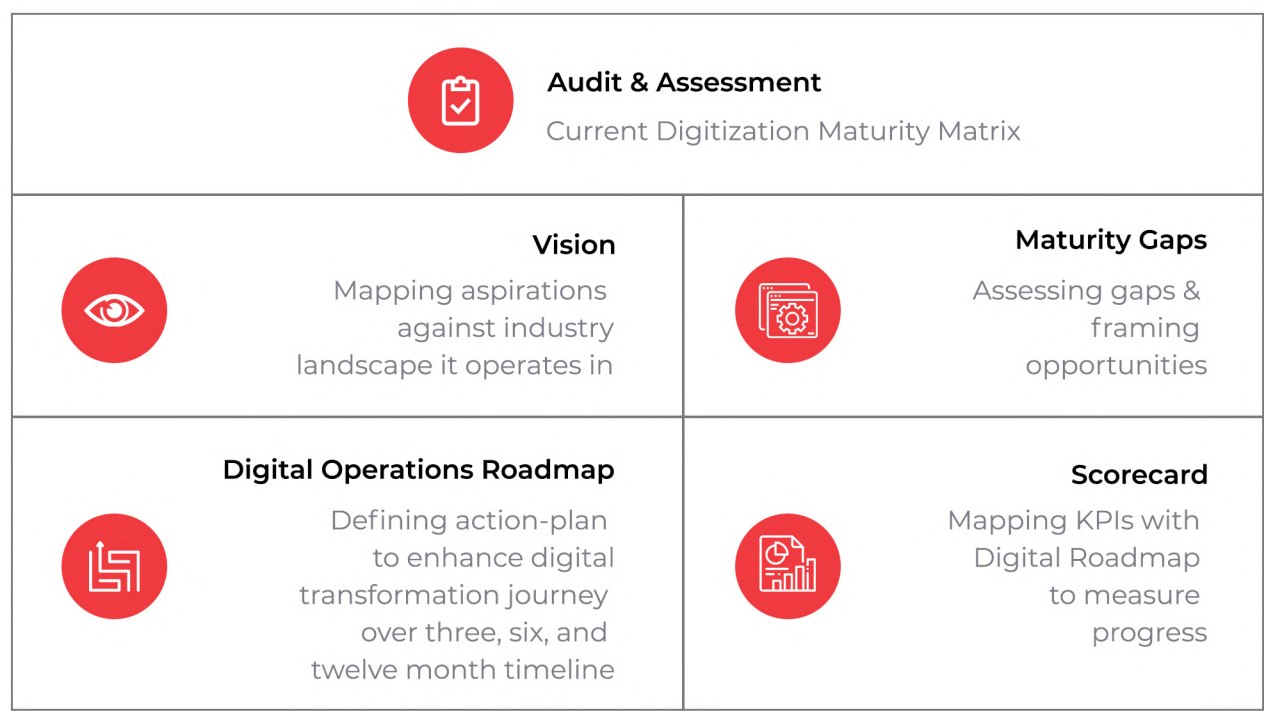 Audit & Assessment
Current Digitization Maturity Matrix
Vision
Mapping aspirations
against industry
landscape it operates in
Maturity Gaps
Assessing gaps &
framing
opportunities
Digital Operations Roadmap
Defining action-plan
to enhance digital
transformation journey
over three, six, and
twelve month timeline
Scorecard
Mapping KPIs with
Digital Roadmap
to measure
progress